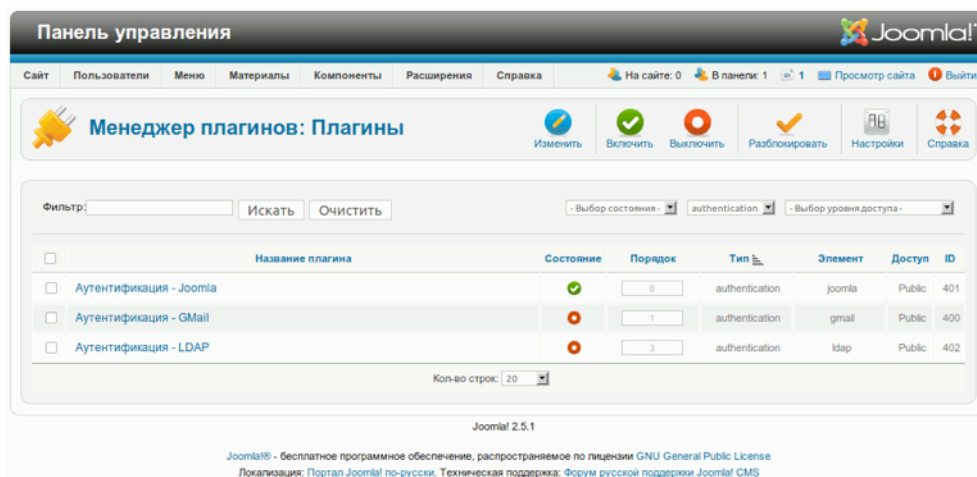 Панель управления
Joomla!
Сайт Пользователи Меню Материалы Компоненты Расширения Справка На сайте: 0 В панели: 1 1 Просмотр сайта Выйти
Менеджер плагинов: Плагины
Изменить Включить Выключить Разблокировать Настройки Справка
Фильтр: Искать Очистить - Выбор состояния - authentication - Выбор уровня доступа -
Название плагина Состояние Порядок Тип Элемент Доступ ID
Аутентификация - Joomla 0 authentication joomla Public 401
Аутентификация - GMail 1 authentication gmail Public 400
Аутентификация - LDAP 3 authentication ldap Public 402
Кол-во строк: 20
Joomla! 2.5.1
Joomla!® - бесплатное программное обеспечение, распространяемое по лицензии GNU General Public License
Локализация: Портал Joomla! по-русски. Техническая поддержка: Форум русской поддержки Joomla! CMS